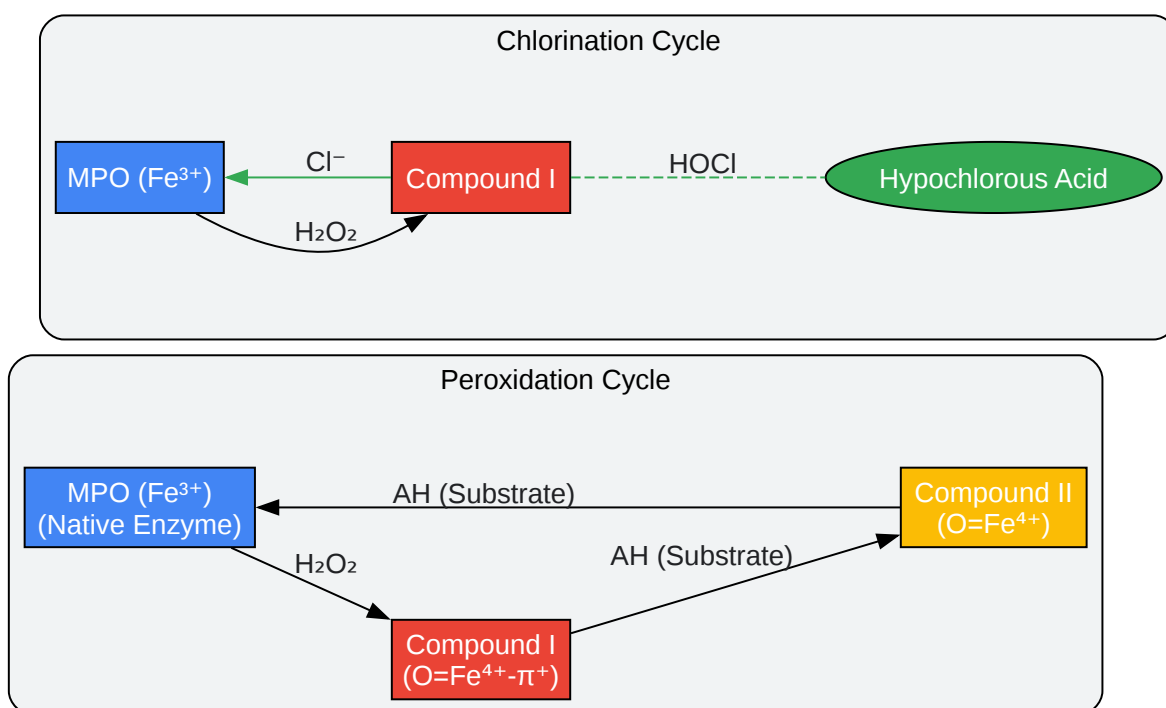 Chlorination Cycle
Cl⁻
HOCl
MPO (Fe³⁺)
Compound I
Hypochlorous Acid
H₂O₂
Peroxidation Cycle
MPO (Fe³⁺)
(Native Enzyme)
AH (Substrate)
Compound II
(O=Fe⁴⁺)
H₂O₂
AH (Substrate)
Compound I
(O=Fe⁴⁺-π⁺)